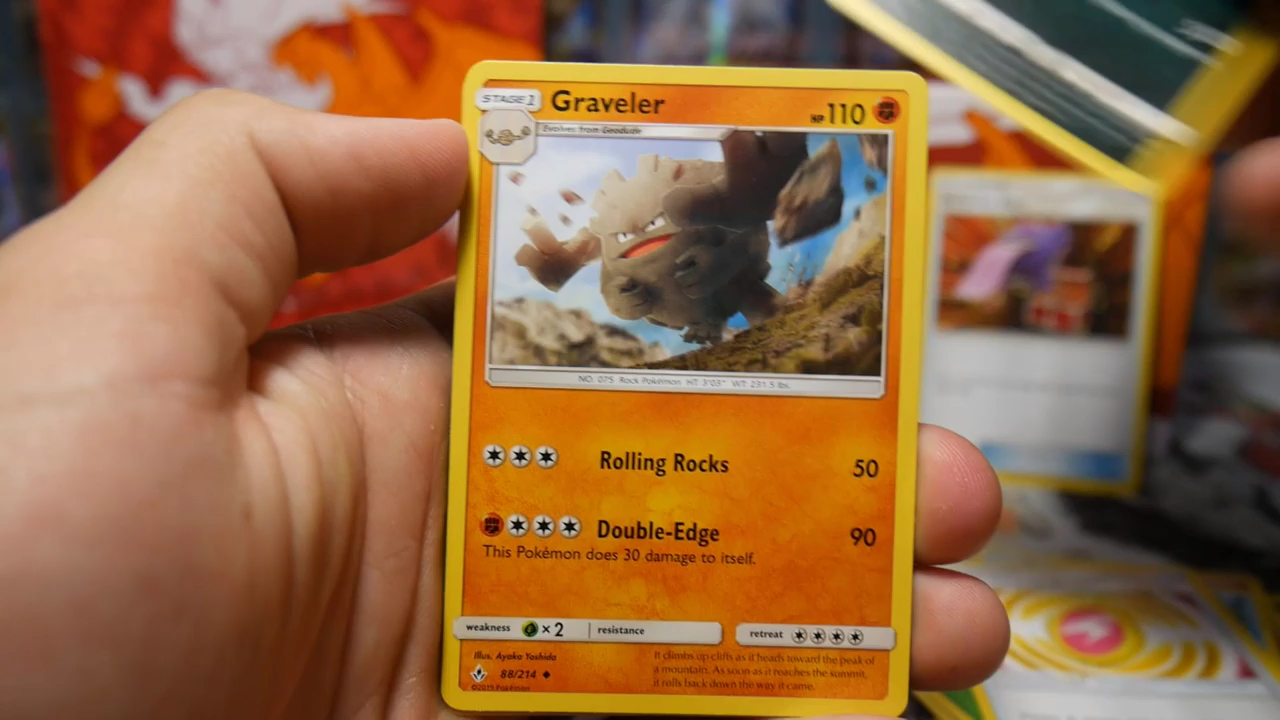 STAGE 1 Graveler HP 110
Evolves from Geodude
NO. 075 Rock Pokémon HT: 3'03" WT: 231.5 lbs.
Rolling Rocks 50
Double-Edge 90
This Pokémon does 30 damage to itself.
weakness ×2 resistance retreat
Illus. Ayaka Yoshida
88/214 ◆
©2019 Pokémon
It climbs up cliffs as it heads toward the peak of
a mountain. As soon as it reaches the summit,
it rolls back down the way it came.